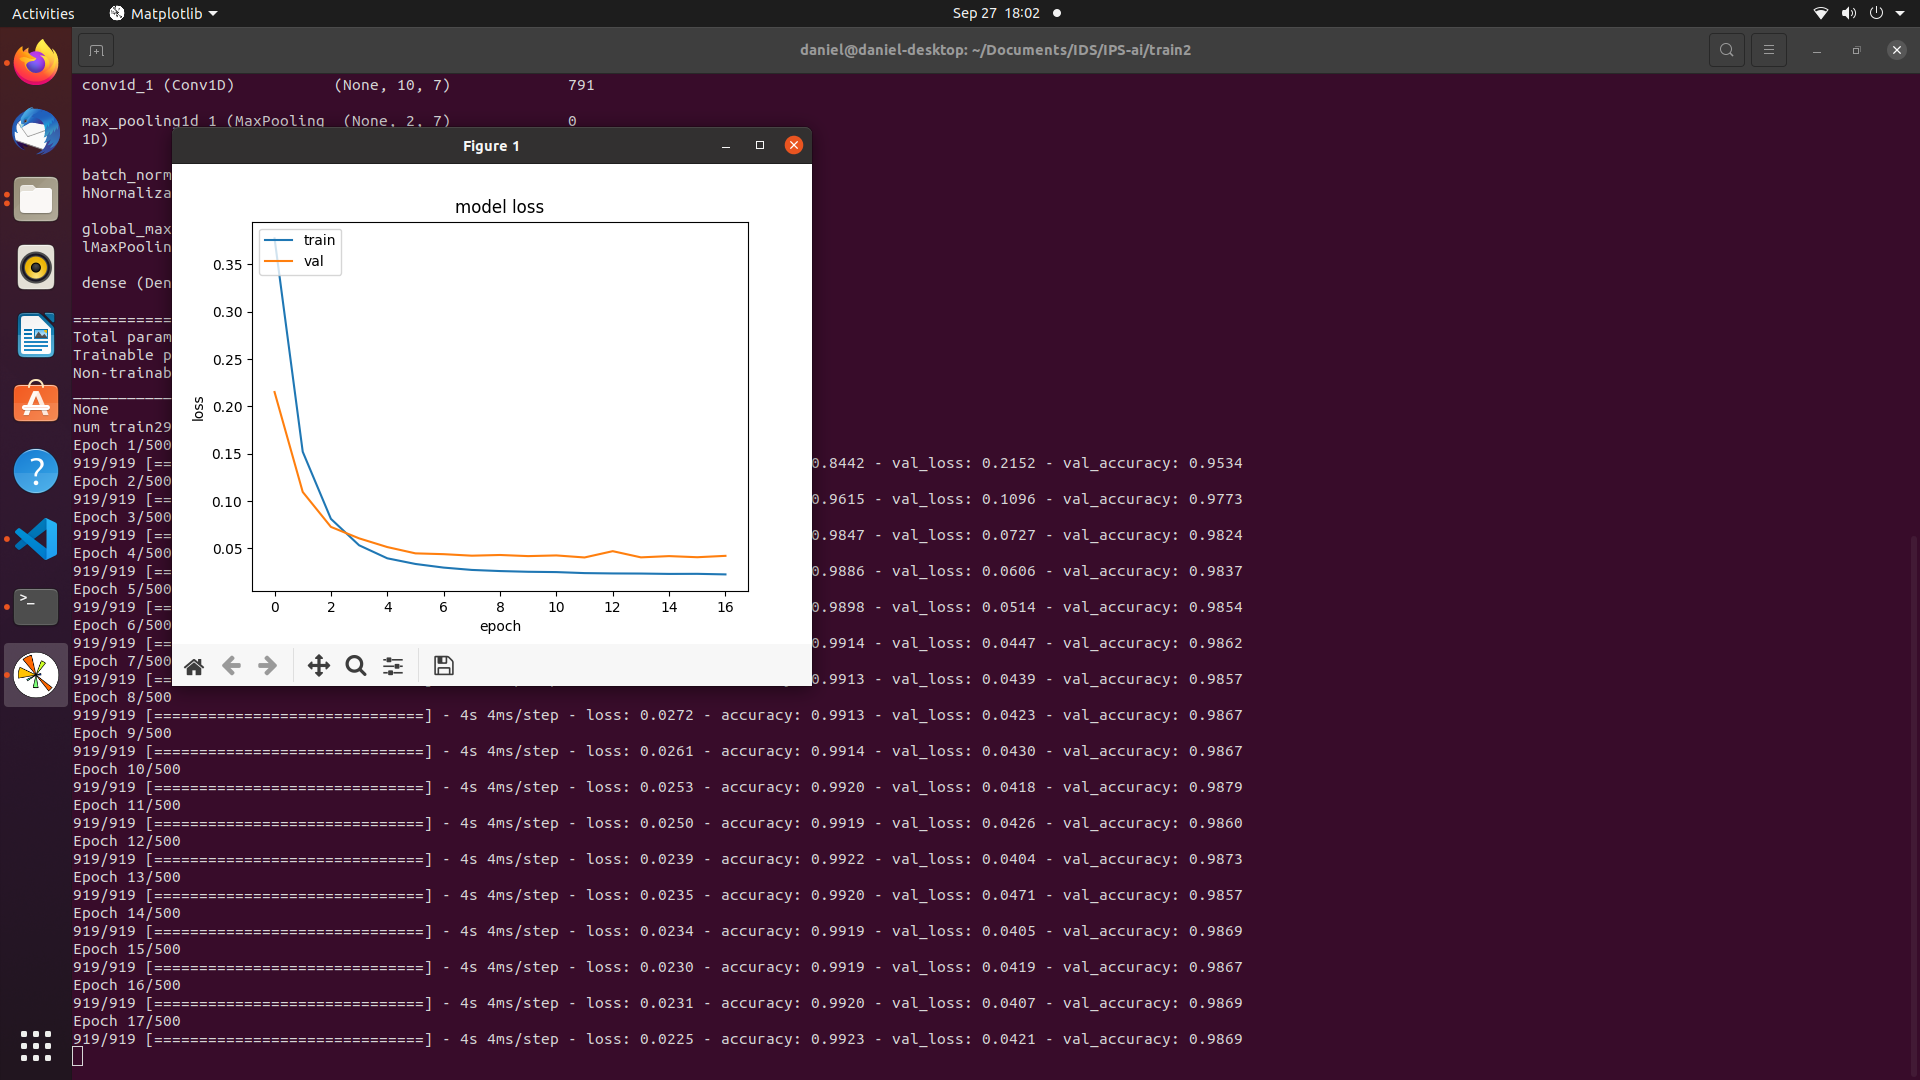 Activities
Matplotlib
Sep 27 18:02
daniel@daniel-desktop: ~/Documents/IDS/IPS-ai/train2
conv1d_1 (Conv1D) (None, 10, 7) 791
max_pooling1d_1 (MaxPooling (None, 2, 7) 0
1D)
batch_norm
hNormaliza
global_max
lMaxPoolin
dense (Den
============
Total param
Trainable p
Non-trainab
None
num train29
Epoch 1/500
919/919 [== 0.8442 - val_loss: 0.2152 - val_accuracy: 0.9534
Epoch 2/500
919/919 [== 0.9615 - val_loss: 0.1096 - val_accuracy: 0.9773
Epoch 3/500
919/919 [== 0.9847 - val_loss: 0.0727 - val_accuracy: 0.9824
Epoch 4/500
919/919 [== 0.9886 - val_loss: 0.0606 - val_accuracy: 0.9837
Epoch 5/500
919/919 [== 0.9898 - val_loss: 0.0514 - val_accuracy: 0.9854
Epoch 6/500
919/919 [== 0.9914 - val_loss: 0.0447 - val_accuracy: 0.9862
Epoch 7/500
919/919 [== 0.9913 - val_loss: 0.0439 - val_accuracy: 0.9857
Epoch 8/500
919/919 [==============================] - 4s 4ms/step - loss: 0.0272 - accuracy: 0.9913 - val_loss: 0.0423 - val_accuracy: 0.9867
Epoch 9/500
919/919 [==============================] - 4s 4ms/step - loss: 0.0261 - accuracy: 0.9914 - val_loss: 0.0430 - val_accuracy: 0.9867
Epoch 10/500
919/919 [==============================] - 4s 4ms/step - loss: 0.0253 - accuracy: 0.9920 - val_loss: 0.0418 - val_accuracy: 0.9879
Epoch 11/500
919/919 [==============================] - 4s 4ms/step - loss: 0.0250 - accuracy: 0.9919 - val_loss: 0.0426 - val_accuracy: 0.9860
Epoch 12/500
919/919 [==============================] - 4s 4ms/step - loss: 0.0239 - accuracy: 0.9922 - val_loss: 0.0404 - val_accuracy: 0.9873
Epoch 13/500
919/919 [==============================] - 4s 4ms/step - loss: 0.0235 - accuracy: 0.9920 - val_loss: 0.0471 - val_accuracy: 0.9857
Epoch 14/500
919/919 [==============================] - 4s 4ms/step - loss: 0.0234 - accuracy: 0.9919 - val_loss: 0.0405 - val_accuracy: 0.9869
Epoch 15/500
919/919 [==============================] - 4s 4ms/step - loss: 0.0230 - accuracy: 0.9919 - val_loss: 0.0419 - val_accuracy: 0.9867
Epoch 16/500
919/919 [==============================] - 4s 4ms/step - loss: 0.0231 - accuracy: 0.9920 - val_loss: 0.0407 - val_accuracy: 0.9869
Epoch 17/500
919/919 [==============================] - 4s 4ms/step - loss: 0.0225 - accuracy: 0.9923 - val_loss: 0.0421 - val_accuracy: 0.9869
Figure 1
model loss
train
val
0.35
0.30
0.25
0.20
0.15
0.10
0.05
loss
0 2 4 6 8 10 12 14 16
epoch